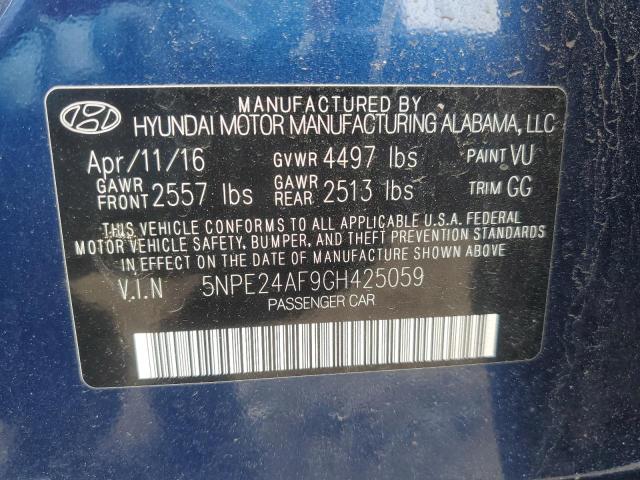 MANUFACTURED BY
HYUNDAI MOTOR MANUFACTURING ALABAMA, LLC
Apr/11/16 GVWR 4497 lbs PAINT VU
GAWR FRONT 2557 lbs GAWR REAR 2513 lbs TRIM GG
THIS VEHICLE CONFORMS TO ALL APPLICABLE U.S.A. FEDERAL
MOTOR VEHICLE SAFETY, BUMPER, AND THEFT PREVENTION STANDARDS
IN EFFECT ON THE DATE OF MANUFACTURE SHOWN ABOVE.
V.I.N 5NPE24AF9GH425059
PASSENGER CAR